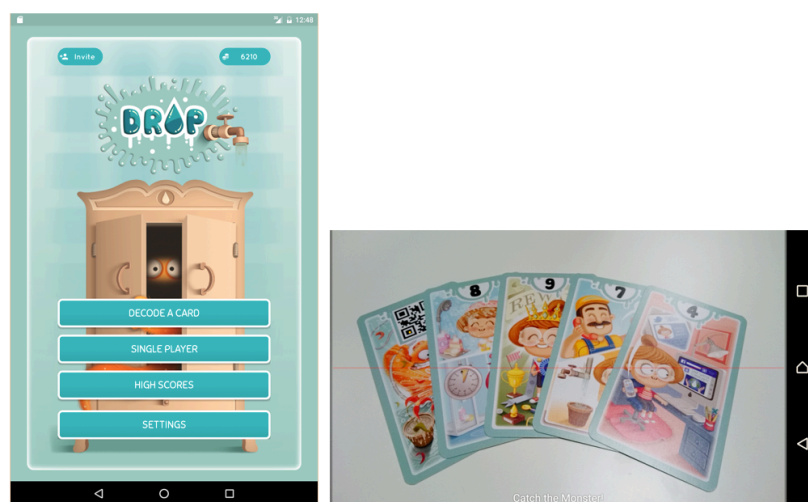 12:48
Invite
6210
DROP
DECODE A CARD
SINGLE PLAYER
HIGH SCORES
SETTINGS
8
9
7
4
Catch the Monster!